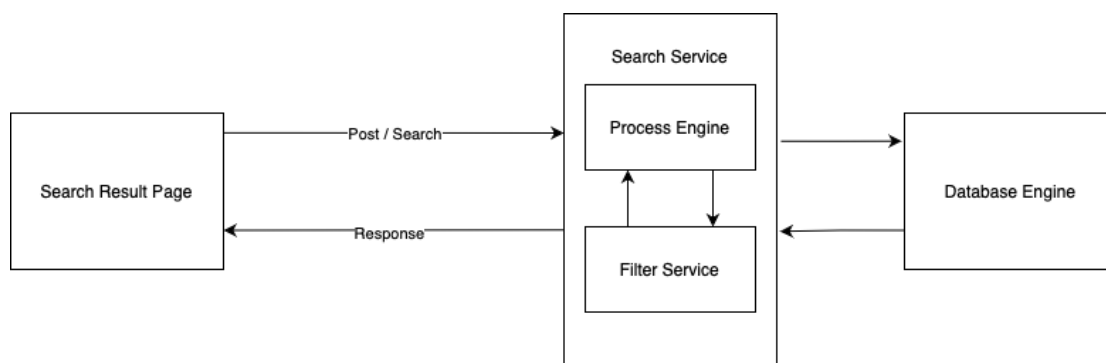 Search Service
Process Engine
Post / Search
Search Result Page
Database Engine
Response
Filter Service